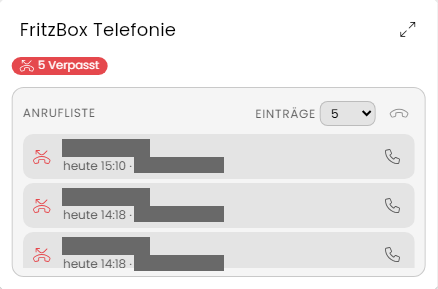 FritzBox Telefonie
5 Verpasst
ANRUFLISTE EINTRÄGE 5
heute 15:10 ·
heute 14:18 ·
heute 14:18 ·